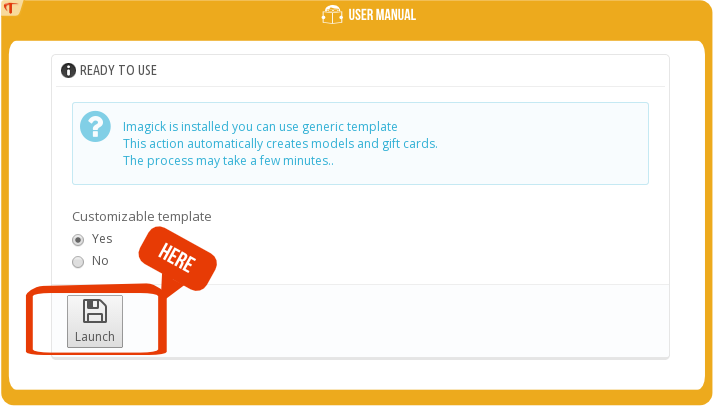 USER MANUAL
READY TO USE
Imagick is installed you can use generic template
This action automatically creates models and gift cards.
The process may take a few minutes..
Customizable template
Yes
No
HERE
Launch